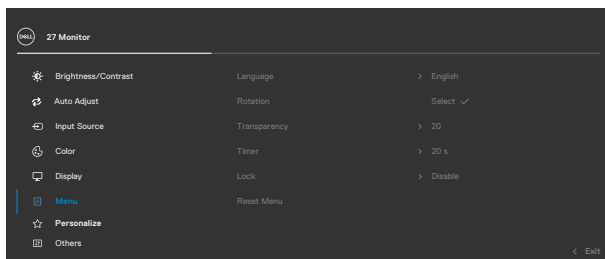 DELL 27 Monitor
Brightness/Contrast Language > English
Auto Adjust Rotation Select ✓
Input Source Transparency > 20
Color Timer > 20 s
Display Lock > Disable
Menu Reset Menu
Personalize
Others
< Exit